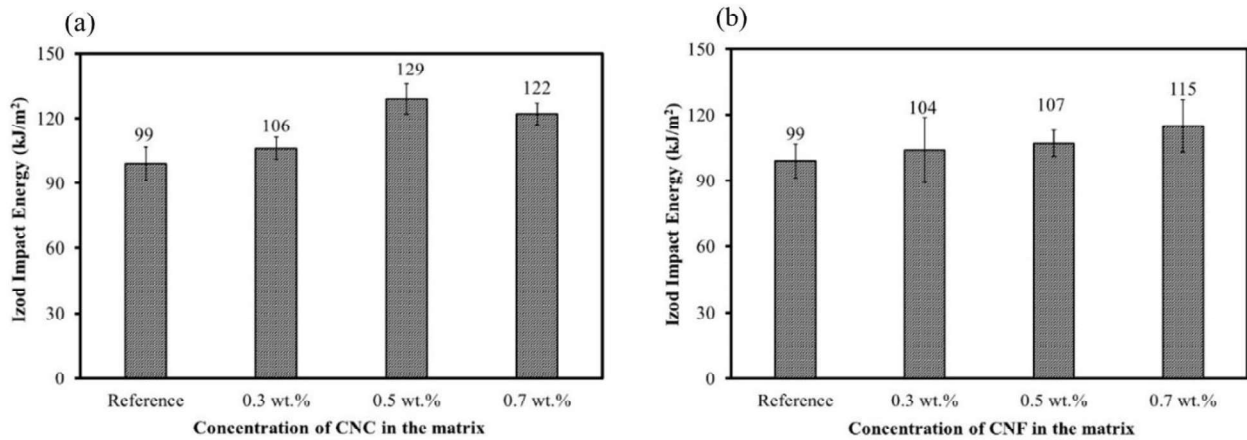 (a)
150
120
90
60
30
0
Izod Impact Energy (kJ/m²)
99
106
129
122
Reference
0.3 wt.%
0.5 wt.%
0.7 wt.%
Concentration of CNC in the matrix
(b)
150
120
90
60
30
0
Izod Impact Energy (kJ/m²)
99
104
107
115
Reference
0.3 wt.%
0.5 wt.%
0.7 wt.%
Concentration of CNF in the matrix